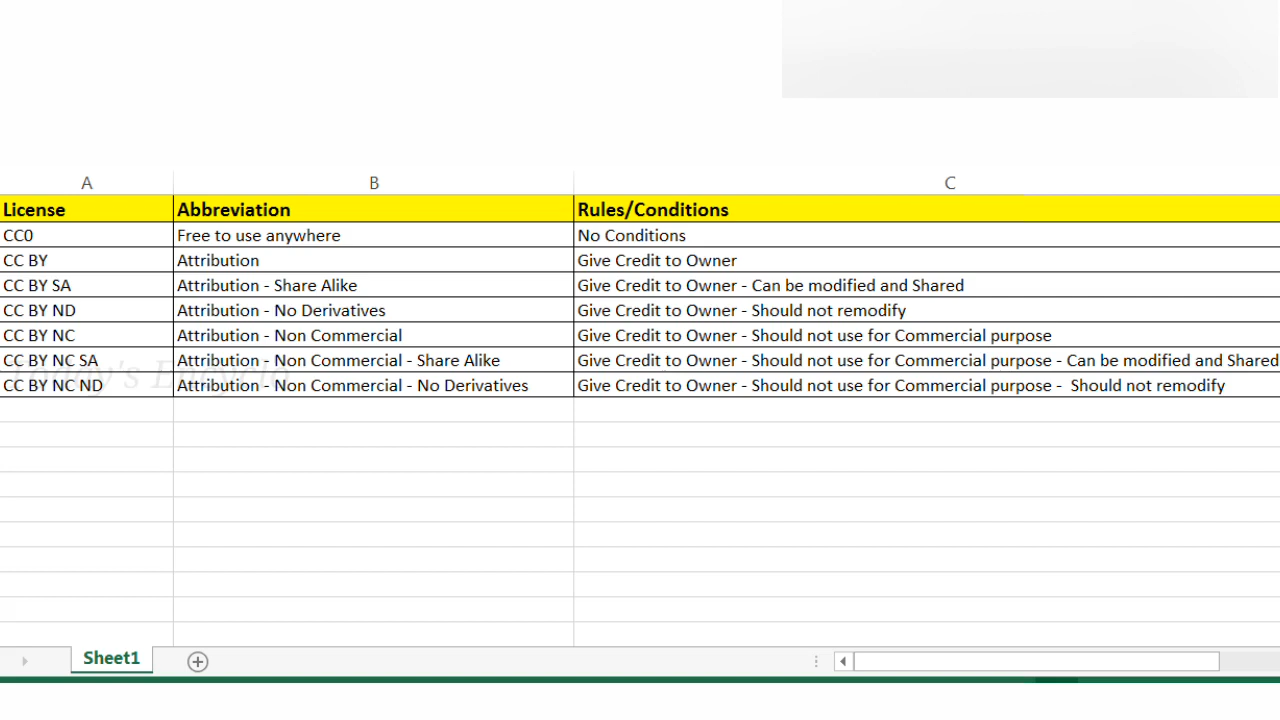 A B C
License Abbreviation Rules/Conditions
CC0 Free to use anywhere No Conditions
CC BY Attribution Give Credit to Owner
CC BY SA Attribution - Share Alike Give Credit to Owner - Can be modified and Shared
CC BY ND Attribution - No Derivatives Give Credit to Owner - Should not remodify
CC BY NC Attribution - Non Commercial Give Credit to Owner - Should not use for Commercial purpose
CC BY NC SA Attribution - Non Commercial - Share Alike Give Credit to Owner - Should not use for Commercial purpose - Can be modified and Shared
Today's Encyclo
CC BY NC ND Attribution - Non Commercial - No Derivatives Give Credit to Owner - Should not use for Commercial purpose - Should not remodify
Sheet1